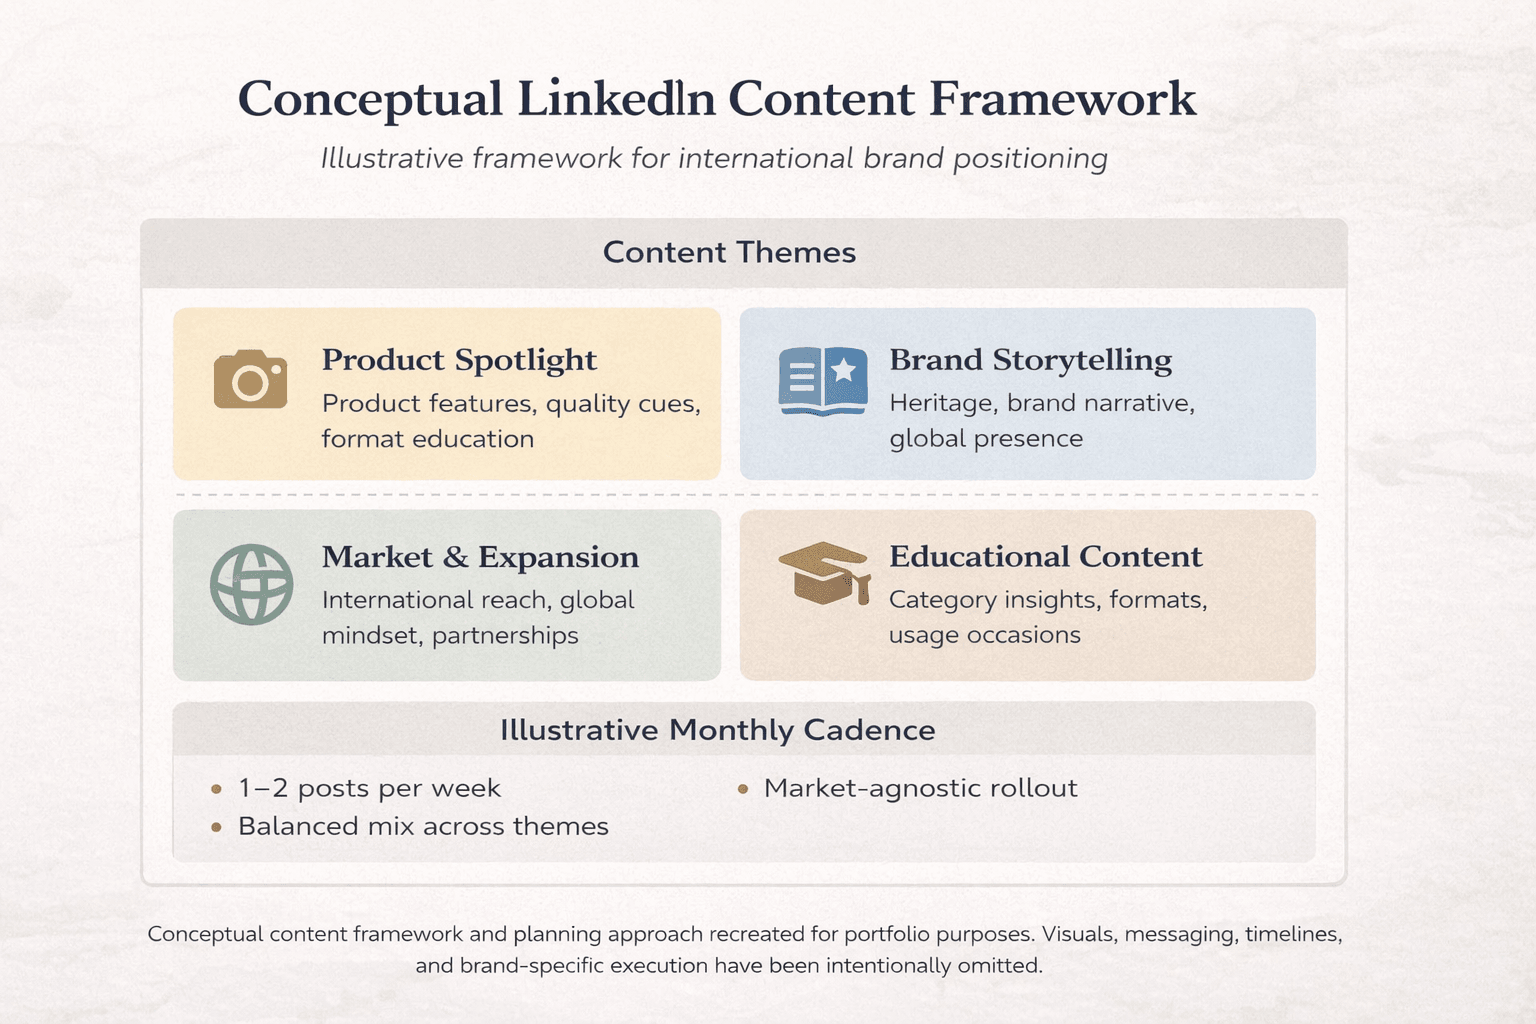 Conceptual LinkedIn Content Framework
Illustrative framework for international brand positioning
Content Themes
Product Spotlight
Product features, quality cues,
format education
Brand Storytelling
Heritage, brand narrative,
global presence
Market & Expansion
International reach, global
mindset, partnerships
Educational Content
Category insights, formats,
usage occasions
Illustrative Monthly Cadence
• 1–2 posts per week
• Balanced mix across themes
• Market-agnostic rollout
Conceptual content framework and planning approach recreated for portfolio purposes. Visuals, messaging, timelines,
and brand-specific execution have been intentionally omitted.